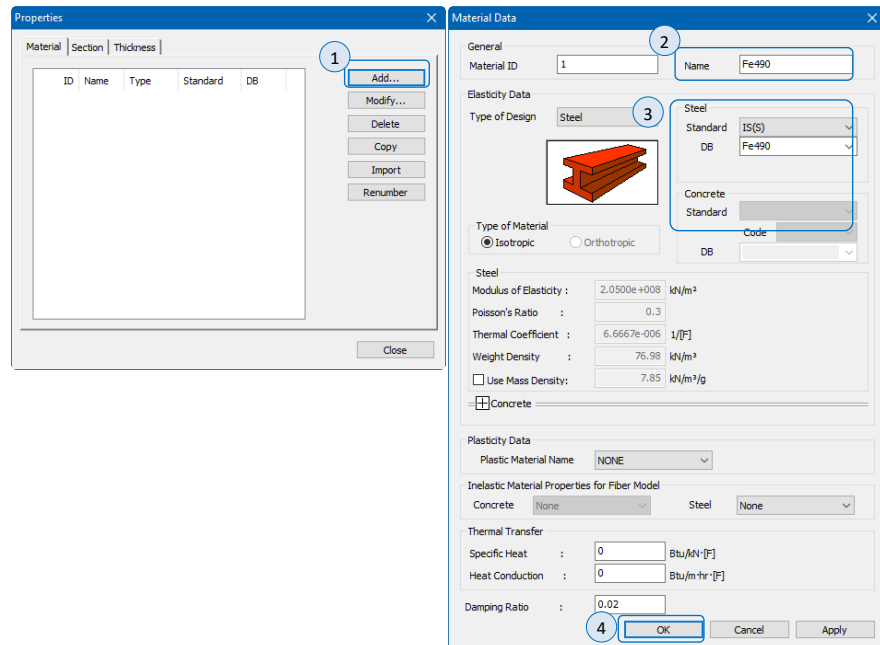 Properties
Material Section Thickness
1
ID Name Type Standard DB
Add...
Modify...
Delete
Copy
Import
Renumber
Close
Material Data
General
2
Material ID 1 Name Fe490
Elasticity Data
Type of Design Steel
3
Steel
Standard IS(S)
DB Fe490
Concrete
Standard
Code
DB
Type of Material
Isotropic Orthotropic
Steel
Modulus of Elasticity : 2.0500e+008 kN/m²
Poisson's Ratio : 0.3
Thermal Coefficient : 6.6667e-006 1/[F]
Weight Density : 76.98 kN/m³
Use Mass Density: 7.85 kN/m³/g
Concrete
Plasticity Data
Plastic Material Name NONE
Inelastic Material Properties for Fiber Model
Concrete None Steel None
Thermal Transfer
Specific Heat : 0 Btu/kN·[F]
Heat Conduction : 0 Btu/m·hr·[F]
Damping Ratio : 0.02
4
OK Cancel Apply